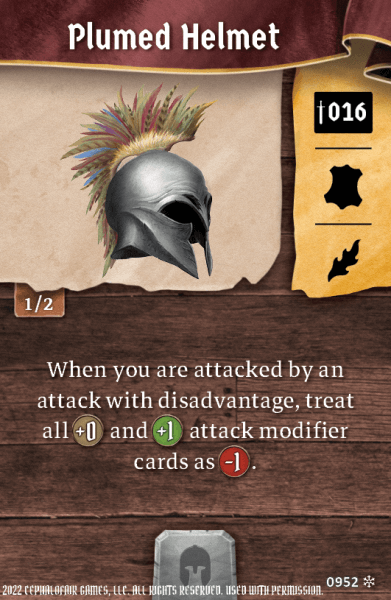 Plumed Helmet
016
1/2
When you are attacked by an
attack with disadvantage, treat
all +0 and +1 attack modifier
cards as -1.
0952
2022 CEPHALOFAIR GAMES, LLC. ALL RIGHTS RESERVED. USED WITH PERMISSION.